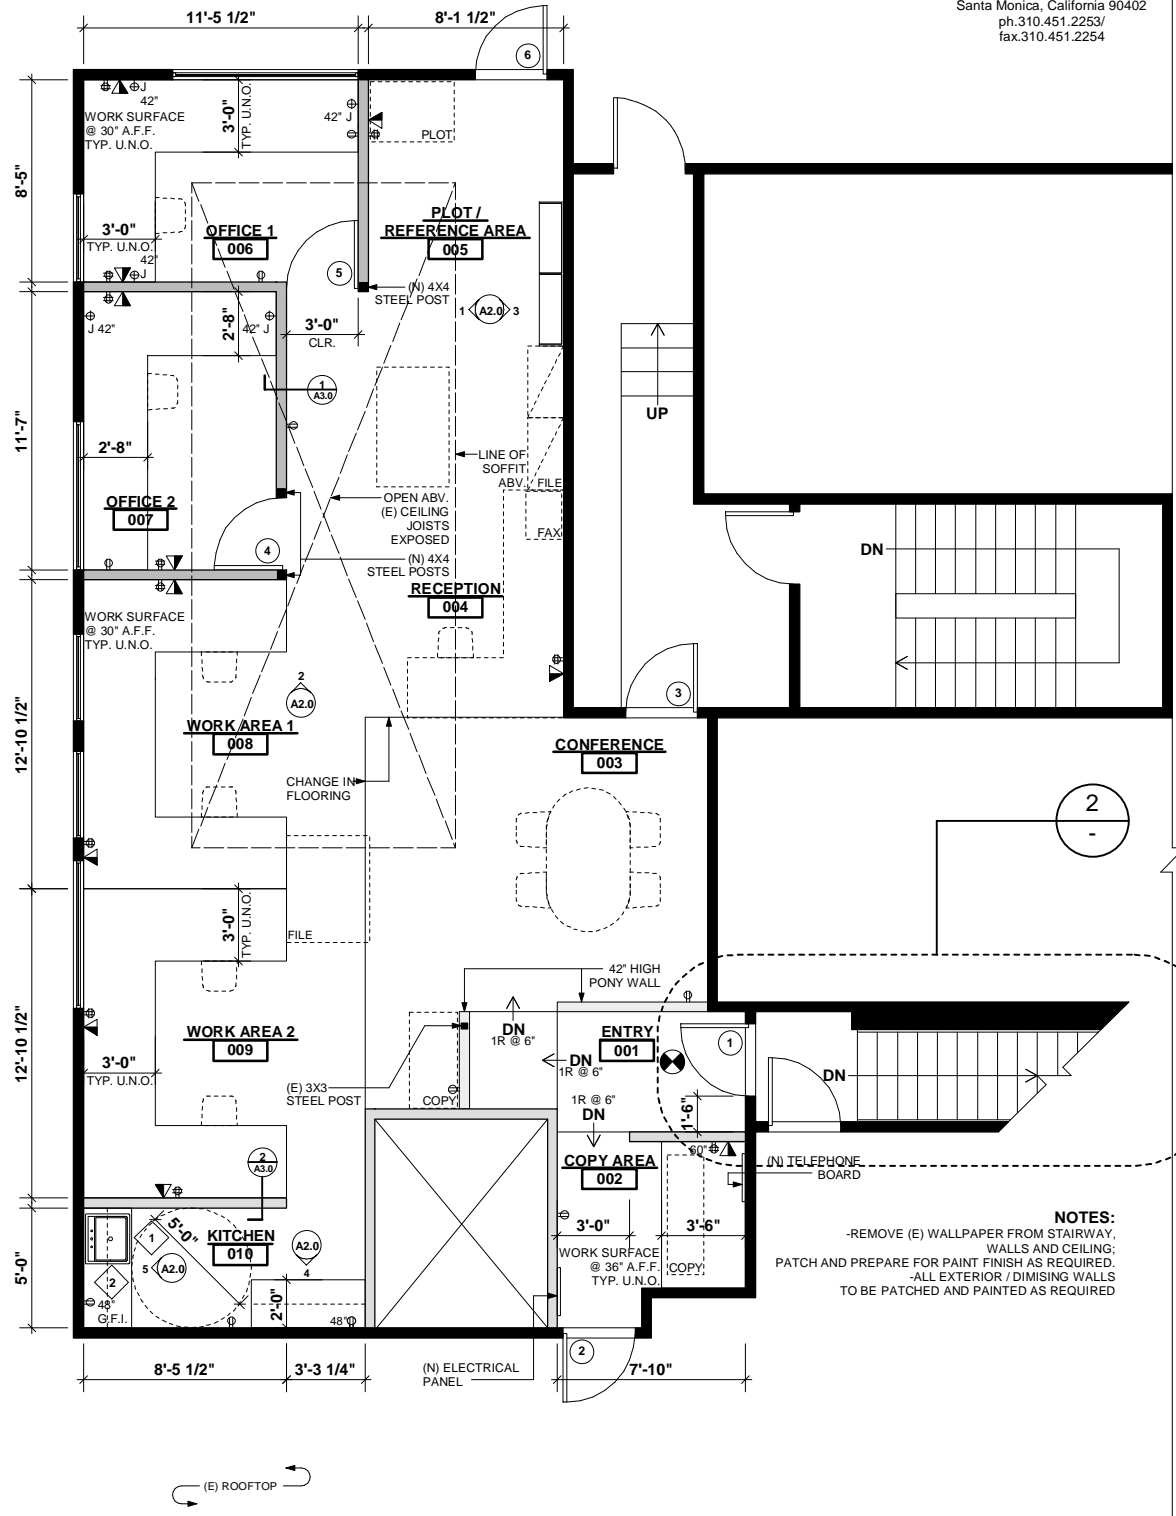 Santa Monica, California 90402
ph.310.451.2253/
fax.310.451.2254
11'-5 1/2"
8'-1 1/2"
6
J
42"
WORK SURFACE
@ 30" A.F.F.
TYP. U.N.O.
3'-0"
TYP. U.N.O.
42" J
PLOT
8'-5"
3'-0"
TYP. U.N.O.
42"
J
OFFICE 1
006
PLOT /
REFERENCE AREA
005
5
(N) 4X4
STEEL POST
1
A2.0
3
J 42"
2'-8"
42" J
3'-0"
CLR.
1
A3.0
UP
11'-7"
2'-8"
LINE OF
SOFFIT
ABV.
FILE
OFFICE 2
007
OPEN ABV.
(E) CEILING
JOISTS
EXPOSED
FAX
4
(N) 4X4
STEEL POSTS
DN
RECEPTION
004
WORK SURFACE
@ 30" A.F.F.
TYP. U.N.O.
2
A2.0
3
12'-10 1/2"
WORK AREA 1
008
CONFERENCE
003
CHANGE IN
FLOORING
2
-
3'-0"
TYP. U.N.O.
FILE
42" HIGH
PONY WALL
12'-10 1/2"
WORK AREA 2
009
DN
1R @ 6"
ENTRY
001
1
DN
1R @ 6"
3'-0"
TYP. U.N.O.
(E) 3X3
STEEL POST
COPY
1R @ 6"
DN
1'-6"
DN
60"
2
A3.0
COPY AREA
002
(N) TELEPHONE
BOARD
5'-0"
5'-0"
1
KITCHEN
010
A2.0
4
5
A2.0
2
48"
G.F.I.
2'-0"
48"
3'-0"
3'-6"
WORK SURFACE
@ 36" A.F.F.
TYP. U.N.O.
COPY
NOTES:
-REMOVE (E) WALLPAPER FROM STAIRWAY,
WALLS AND CEILING;
PATCH AND PREPARE FOR PAINT FINISH AS REQUIRED.
-ALL EXTERIOR / DIMISING WALLS
TO BE PATCHED AND PAINTED AS REQUIRED
2
8'-5 1/2"
3'-3 1/4"
(N) ELECTRICAL
PANEL
7'-10"
(E) ROOFTOP